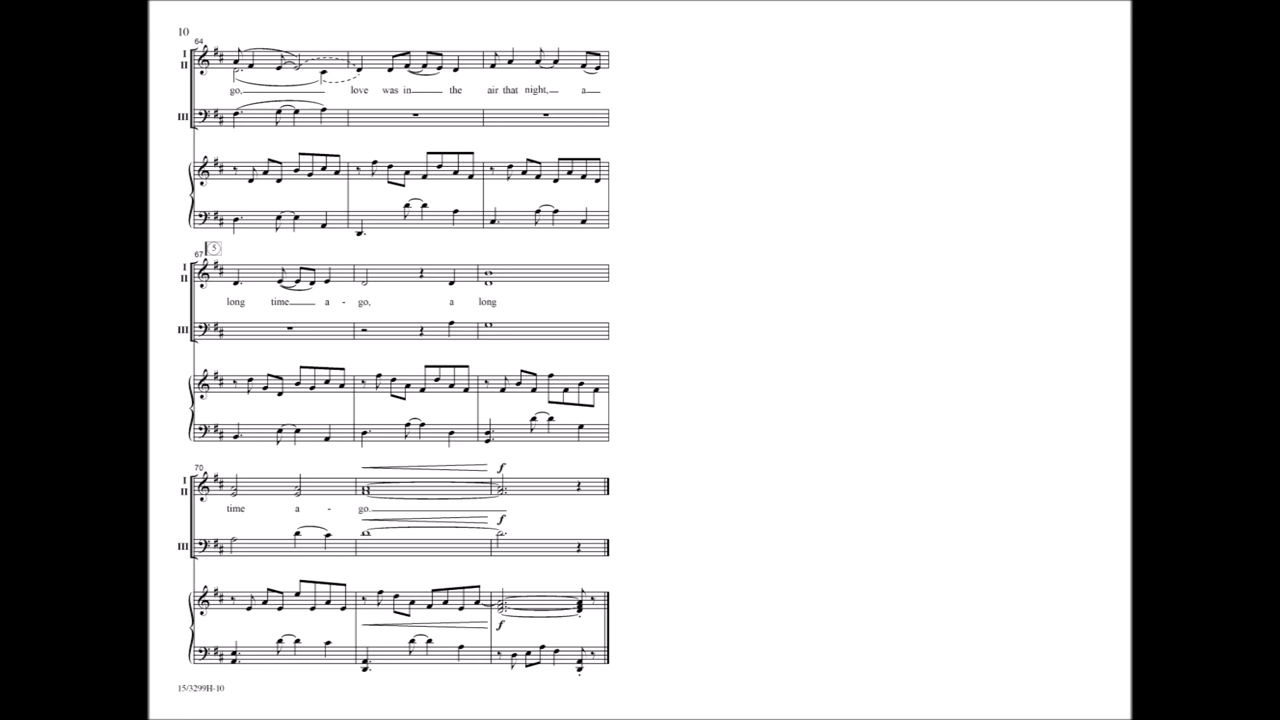 10
64
I
II
go, love was in the air that night, a
III
67 5
I
II
long time a - go, a long
III
70
f
I
II
time a - go.
f
III
f
15/3299H-10